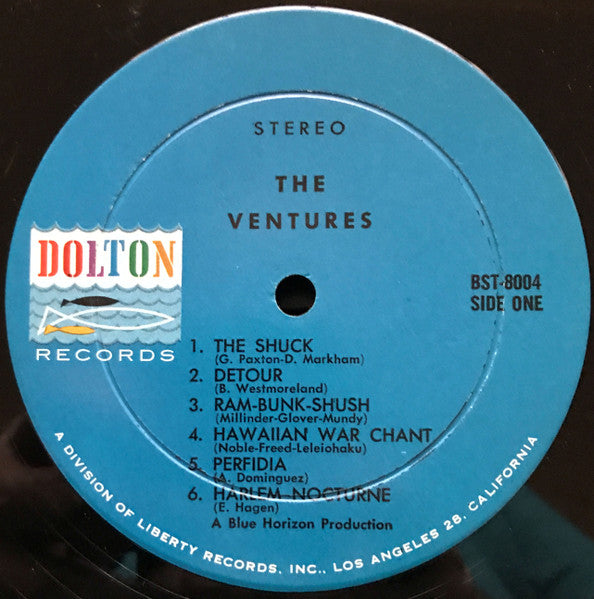 STEREO
THE
VENTURES
DOLTON
RECORDS
BST-8004
SIDE ONE
1. THE SHUCK
(G. Paxton-D. Markham)
2. DETOUR
(B. Westmoreland)
3. RAM-BUNK-SHUSH
(Millinder-Glover-Mundy)
4. HAWAIIAN WAR CHANT
(Noble-Freed-Leleiohaku)
5. PERFIDIA
(A. Dominguez)
6. HARLEM NOCTURNE
(E. Hagen)
A Blue Horizon Production
A DIVISION OF LIBERTY RECORDS, INC., LOS ANGELES 28, CALIFORNIA